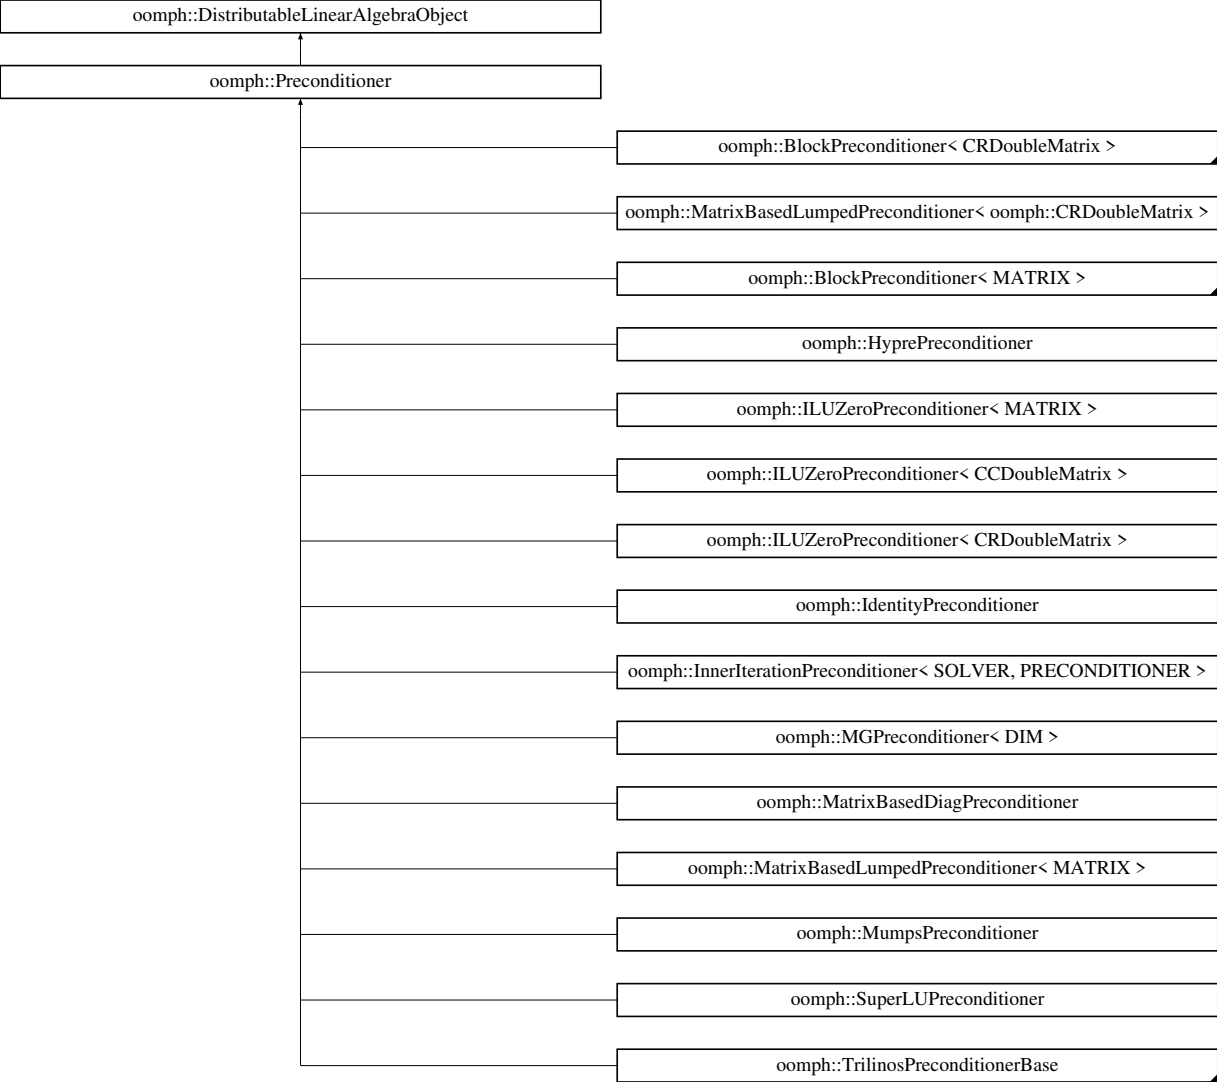 oomph::DistributableLinearAlgebraObject
oomph::Preconditioner
oomph::BlockPreconditioner< CRDoubleMatrix >
oomph::MatrixBasedLumpedPreconditioner< oomph::CRDoubleMatrix >
oomph::BlockPreconditioner< MATRIX >
oomph::HyprePreconditioner
oomph::ILUZeroPreconditioner< MATRIX >
oomph::ILUZeroPreconditioner< CCDoubleMatrix >
oomph::ILUZeroPreconditioner< CRDoubleMatrix >
oomph::IdentityPreconditioner
oomph::InnerIterationPreconditioner< SOLVER, PRECONDITIONER >
oomph::MGPreconditioner< DIM >
oomph::MatrixBasedDiagPreconditioner
oomph::MatrixBasedLumpedPreconditioner< MATRIX >
oomph::MumpsPreconditioner
oomph::SuperLUPreconditioner
oomph::TrilinosPreconditionerBase